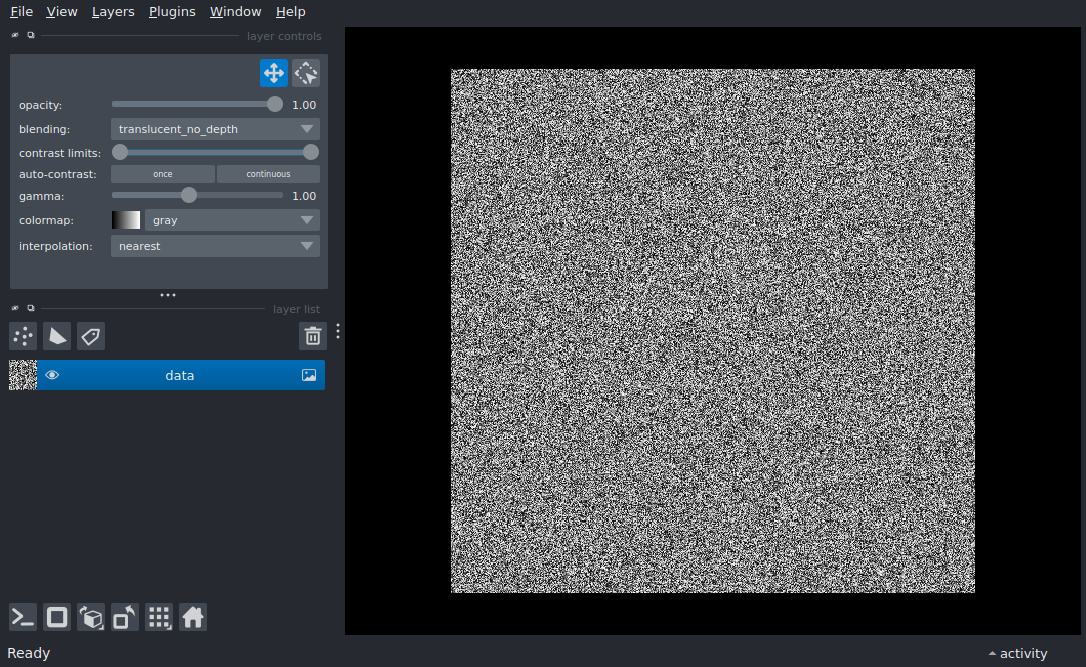 File View Layers Plugins Window Help
layer controls
opacity: 1.00
blending: translucent_no_depth
contrast limits:
auto-contrast: once continuous
gamma: 1.00
colormap: gray
interpolation: nearest
layer list
data
Ready activity